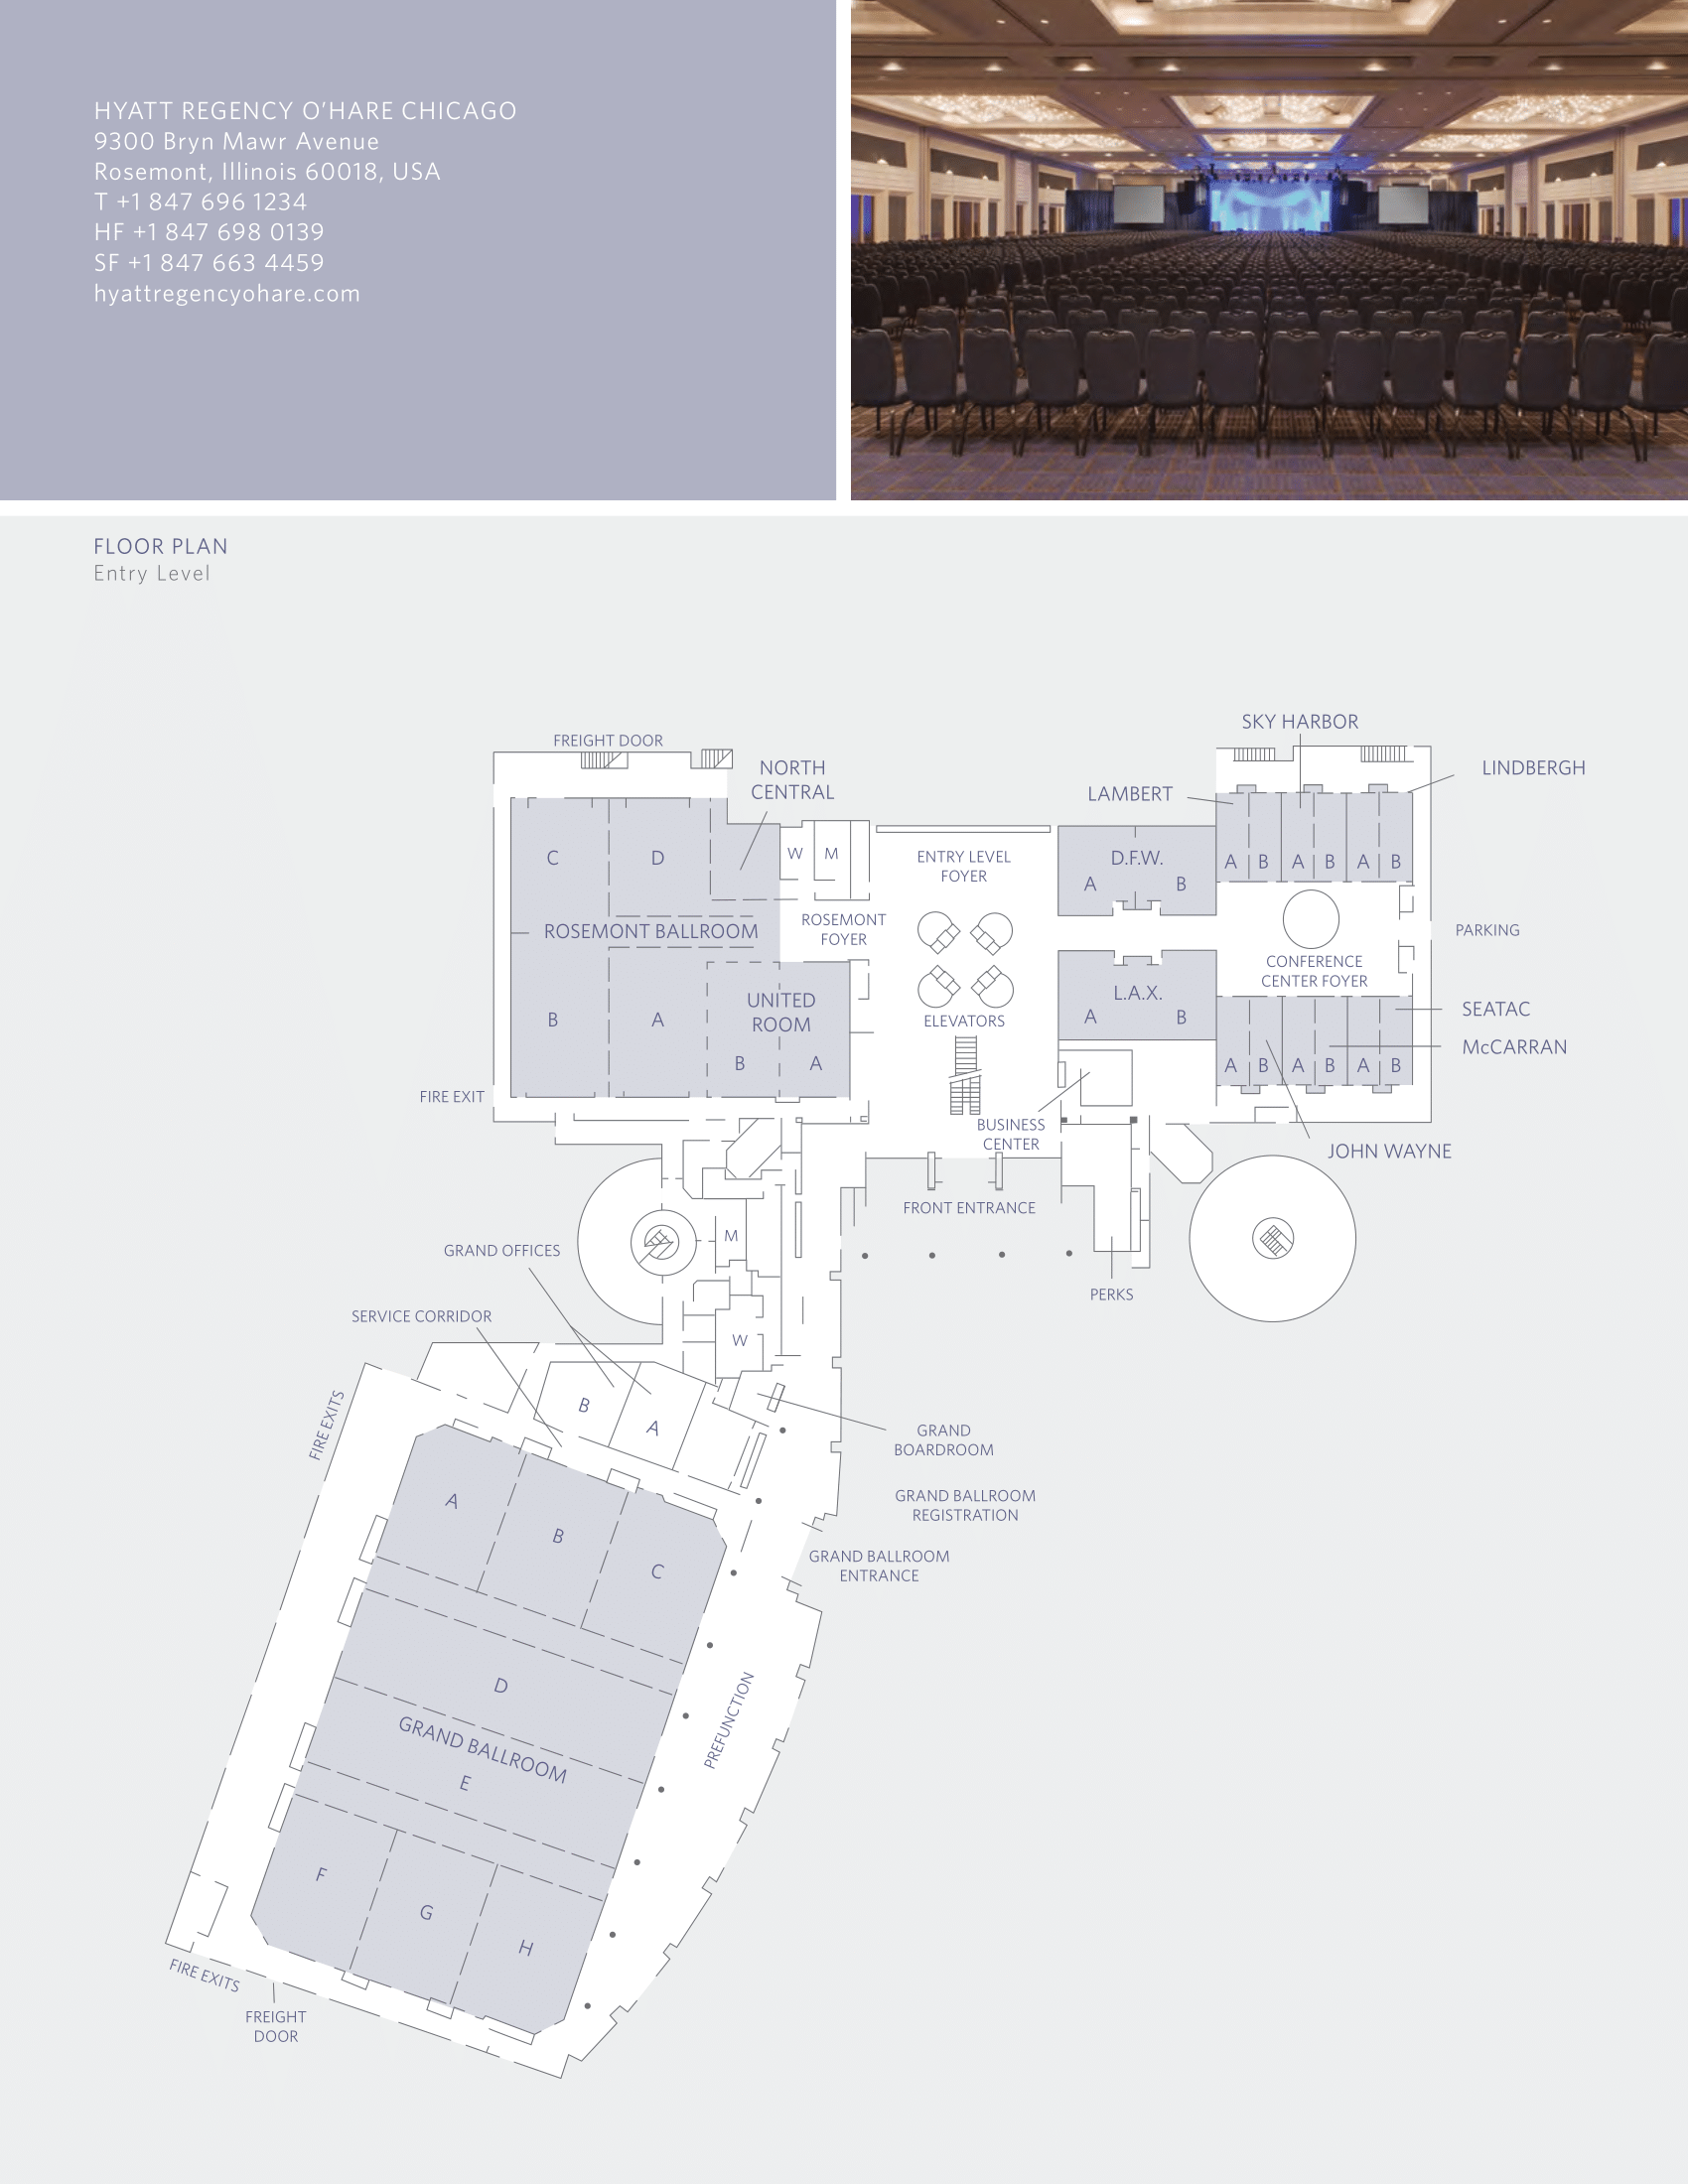 HYATT REGENCY O’HARE CHICAGO
9300 Bryn Mawr Avenue
Rosemont, Illinois 60018, USA
T +1 847 696 1234
HF +1 847 698 0139
SF +1 847 663 4459
hyattregencyohare.com
FLOOR PLAN
Entry Level
SKY HARBOR
FREIGHT DOOR
NORTH
CENTRAL
LINDBERGH
LAMBERT
C
D
W
M
ENTRY LEVEL
FOYER
D.F.W.
A
B
A
B
A
B
A
B
ROSEMONT BALLROOM
ROSEMONT
FOYER
PARKING
CONFERENCE
CENTER FOYER
UNITED
ROOM
L.A.X.
A
B
SEATAC
B
A
ELEVATORS
McCARRAN
B
A
A
B
A
B
A
B
FIRE EXIT
BUSINESS
CENTER
JOHN WAYNE
FRONT ENTRANCE
M
GRAND OFFICES
PERKS
SERVICE CORRIDOR
W
FIRE EXITS
B
A
GRAND
BOARDROOM
GRAND BALLROOM
REGISTRATION
A
B
C
GRAND BALLROOM
ENTRANCE
D
PREFUNCTION
GRAND BALLROOM
E
F
G
H
FIRE EXITS
FREIGHT
DOOR